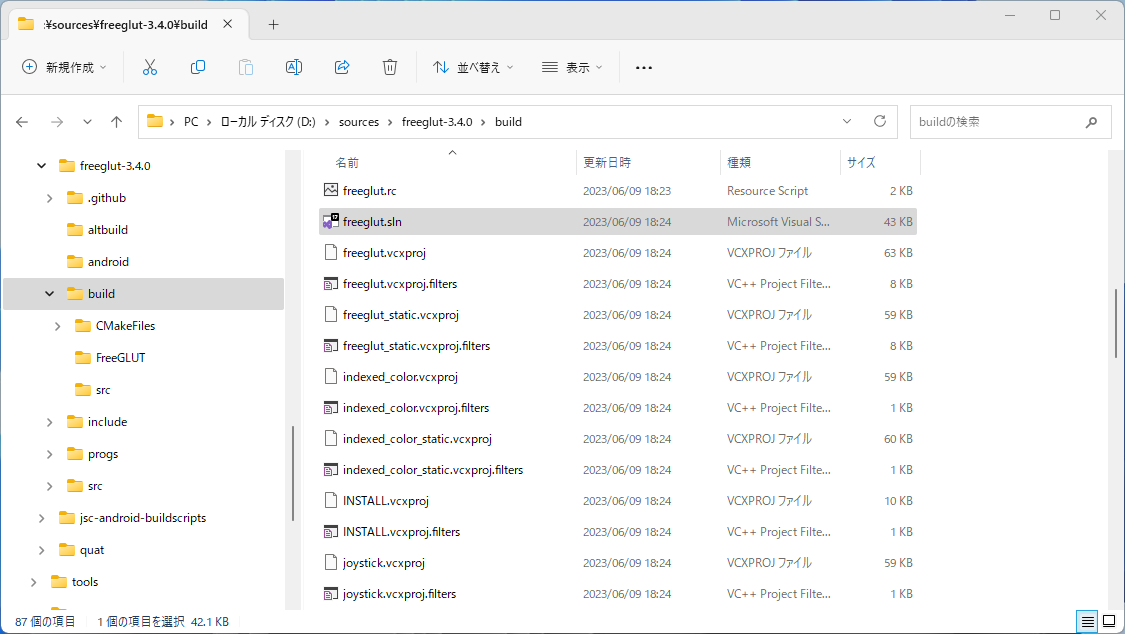 :¥sources¥freeglut-3.4.0¥build
新規作成
並べ替え
表示
PC
ローカル ディスク (D:)
sources
freeglut-3.4.0
build
buildの検索
freeglut-3.4.0
.github
altbuild
android
build
CMakeFiles
FreeGLUT
src
include
progs
src
jsc-android-buildscripts
quat
tools
名前 更新日時 種類 サイズ
freeglut.rc 2023/06/09 18:23 Resource Script 2 KB
freeglut.sln 2023/06/09 18:24 Microsoft Visual S... 43 KB
freeglut.vcxproj 2023/06/09 18:24 VCXPROJ ファイル 63 KB
freeglut.vcxproj.filters 2023/06/09 18:24 VC++ Project Filte... 8 KB
freeglut_static.vcxproj 2023/06/09 18:24 VCXPROJ ファイル 59 KB
freeglut_static.vcxproj.filters 2023/06/09 18:24 VC++ Project Filte... 8 KB
indexed_color.vcxproj 2023/06/09 18:24 VCXPROJ ファイル 59 KB
indexed_color.vcxproj.filters 2023/06/09 18:24 VC++ Project Filte... 1 KB
indexed_color_static.vcxproj 2023/06/09 18:24 VCXPROJ ファイル 60 KB
indexed_color_static.vcxproj.filters 2023/06/09 18:24 VC++ Project Filte... 1 KB
INSTALL.vcxproj 2023/06/09 18:24 VCXPROJ ファイル 10 KB
INSTALL.vcxproj.filters 2023/06/09 18:24 VC++ Project Filte... 1 KB
joystick.vcxproj 2023/06/09 18:24 VCXPROJ ファイル 59 KB
joystick.vcxproj.filters 2023/06/09 18:24 VC++ Project Filte... 1 KB
87 個の項目 1 個の項目を選択 42.1 KB